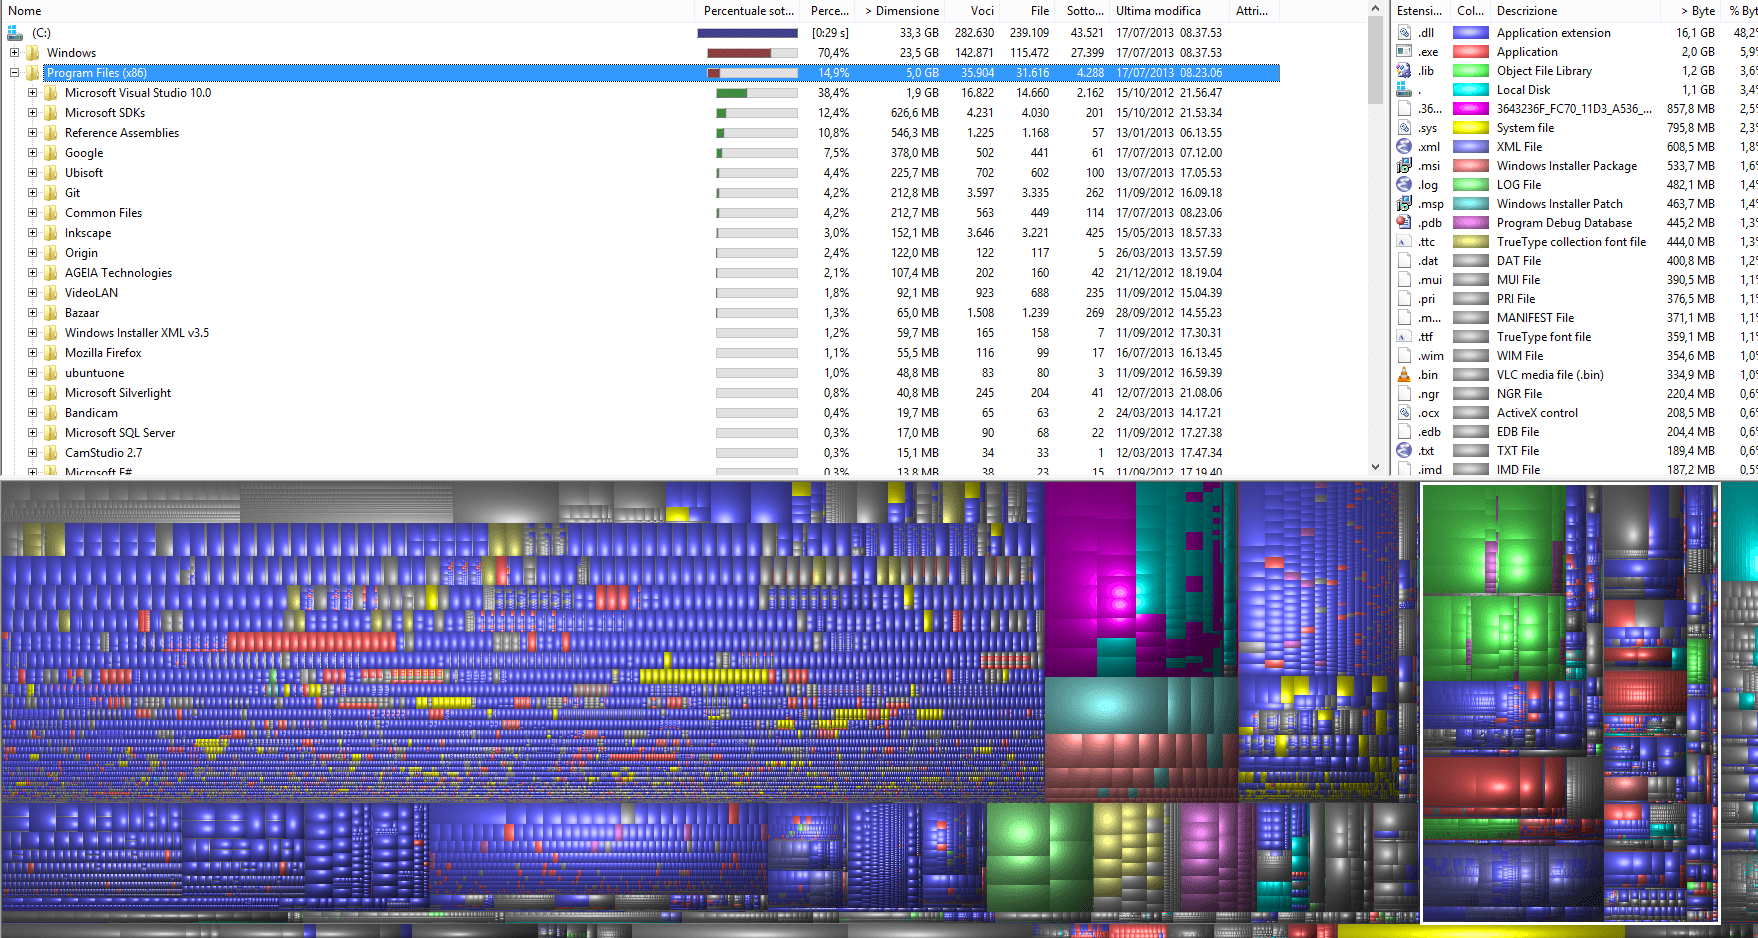 Nome Percentuale sot... Perce... > Dimensione Voci File Sotto... Ultima modifica Attri...
(C:) [0:29 s] 33,3 GB 282.630 239.109 43.521 17/07/2013 08.37.53
Windows 70,4% 23,5 GB 142.871 115.472 27.399 17/07/2013 08.37.53
Program Files (x86) 14,9% 5,0 GB 35.904 31.616 4.288 17/07/2013 08.23.06
Microsoft Visual Studio 10.0 38,4% 1,9 GB 16.822 14.660 2.162 15/10/2012 21.56.47
Microsoft SDKs 12,4% 626,6 MB 4.231 4.030 201 15/10/2012 21.53.34
Reference Assemblies 10,8% 546,3 MB 1.225 1.168 57 13/01/2013 06.13.55
Google 7,5% 378,0 MB 502 441 61 17/07/2013 07.12.00
Ubisoft 4,4% 225,7 MB 702 602 100 13/07/2013 17.05.53
Git 4,2% 212,8 MB 3.597 3.335 262 11/09/2012 16.09.18
Common Files 4,2% 212,7 MB 563 449 114 17/07/2013 08.23.06
Inkscape 3,0% 152,1 MB 3.646 3.221 425 15/05/2013 18.57.33
Origin 2,4% 122,0 MB 122 117 5 26/03/2013 13.57.59
AGEIA Technologies 2,1% 107,4 MB 202 160 42 21/12/2012 18.19.04
VideoLAN 1,8% 92,1 MB 923 688 235 11/09/2012 15.04.39
Bazaar 1,3% 65,0 MB 1.508 1.239 269 28/09/2012 14.55.23
Windows Installer XML v3.5 1,2% 59,7 MB 165 158 7 11/09/2012 17.30.31
Mozilla Firefox 1,1% 55,5 MB 116 99 17 16/07/2013 16.13.45
ubuntuone 1,0% 48,8 MB 83 80 3 11/09/2012 16.59.39
Microsoft Silverlight 0,8% 40,8 MB 245 204 41 12/07/2013 21.08.06
Bandicam 0,4% 19,7 MB 65 63 2 24/03/2013 14.17.21
Microsoft SQL Server 0,3% 17,0 MB 90 68 22 11/09/2012 17.27.38
CamStudio 2.7 0,3% 15,1 MB 34 33 1 12/03/2013 17.47.34
Microsoft F# 0,3% 13,8 MB 38 23 15 11/09/2012 17.19.40
Estensi... Col... Descrizione > Byte % Byt
.dll Application extension 16,1 GB 48,2
.exe Application 2,0 GB 5,9
.lib Object File Library 1,2 GB 3,6
. Local Disk 1,1 GB 3,4
.36... 3643236F_FC70_11D3_A536_... 857,8 MB 2,5
.sys System file 795,8 MB 2,3
.xml XML File 608,5 MB 1,8
.msi Windows Installer Package 533,7 MB 1,6
.log LOG File 482,1 MB 1,4
.msp Windows Installer Patch 463,7 MB 1,4
.pdb Program Debug Database 445,2 MB 1,3
.ttc TrueType collection font file 444,0 MB 1,3
.dat DAT File 400,8 MB 1,2
.mui MUI File 390,5 MB 1,1
.pri PRI File 376,5 MB 1,1
.m... MANIFEST File 371,1 MB 1,1
.ttf TrueType font file 359,1 MB 1,1
.wim WIM File 354,6 MB 1,0
.bin VLC media file (.bin) 334,9 MB 1,0
.ngr NGR File 220,4 MB 0,6
.ocx ActiveX control 208,5 MB 0,6
.edb EDB File 204,4 MB 0,6
.txt TXT File 189,4 MB 0,6
.imd IMD File 187,2 MB 0,5